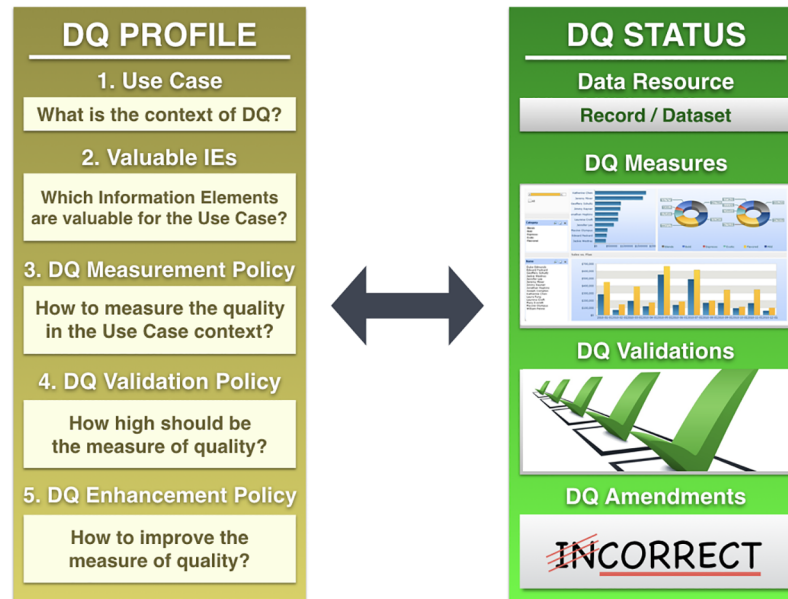 DQ PROFILE
1. Use Case
What is the context of DQ?
2. Valuable IEs
Which Information Elements
are valuable for the Use Case?
3. DQ Measurement Policy
How to measure the quality
in the Use Case context?
4. DQ Validation Policy
How high should be
the measure of quality?
5. DQ Enhancement Policy
How to improve the
measure of quality?
DQ STATUS
Data Resource
Record / Dataset
DQ Measures
DQ Validations
DQ Amendments
INCORRECT